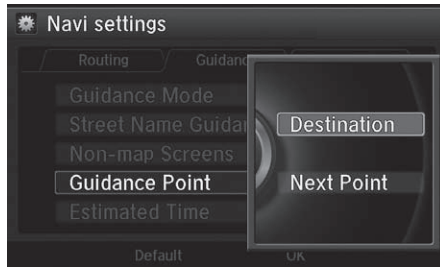 Navi settings
Routing
Guidanc
Guidance Mode
Street Name Guidan
Non-map Screens
Guidance Point
Estimated Time
Destination
Next Point
Default
OK